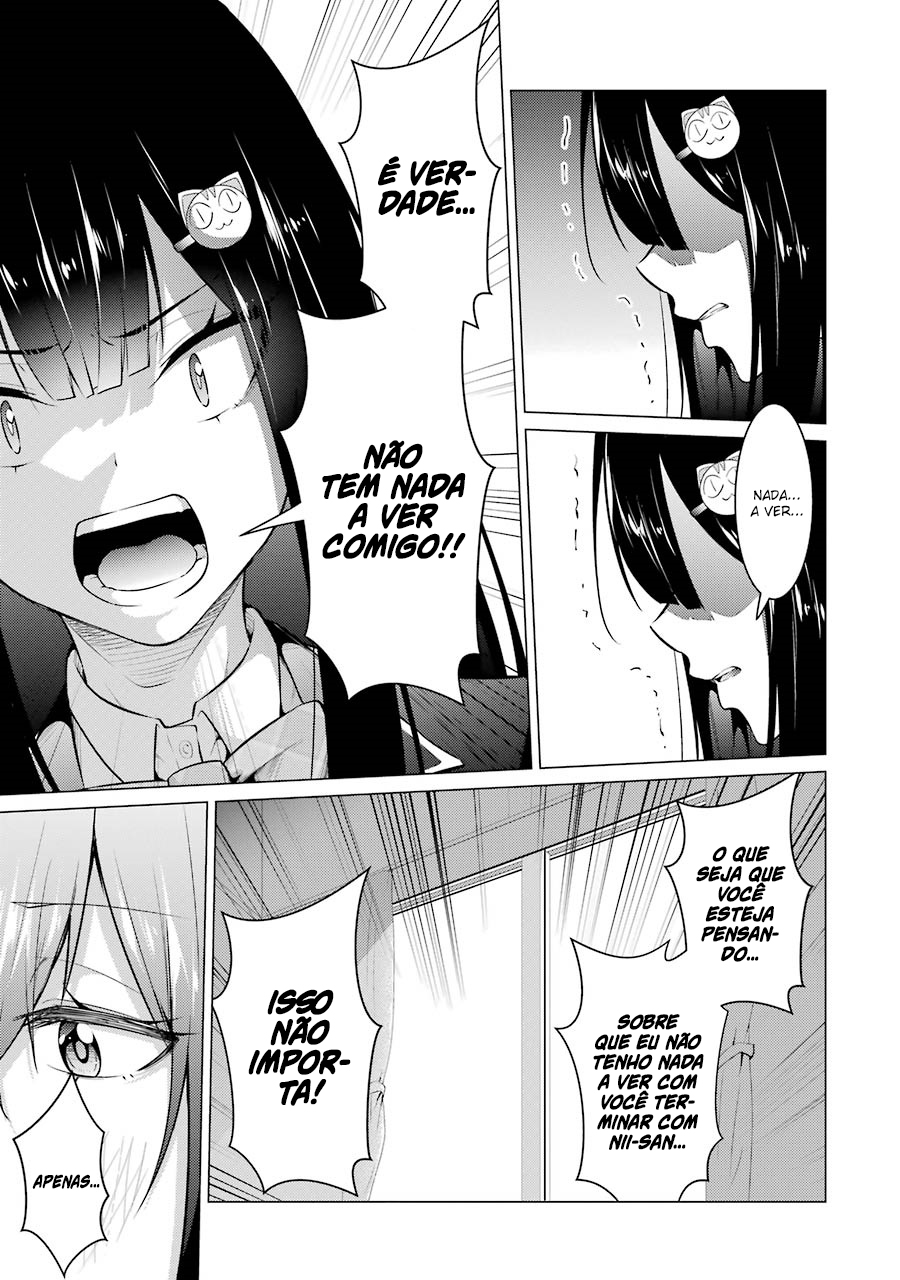 NADA...
A VER...
É VER-
DADE...
NÃO
TEM NADA
A VER
COMIGO!!
O QUE
SEJA QUE
VOCÊ
ESTEJA
PENSAN-
DO...
SOBRE
QUE EU NÃO
TENHO NADA
A VER COM
VOCÊ TER-
MINAR COM
NII-SAN...
ISSO
NÃO
IMPOR-
TA!
APENAS...